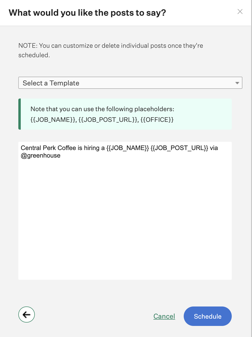 What would you like the posts to say?
NOTE: You can customize or delete individual posts once they're
scheduled.
Select a Template
Note that you can use the following placeholders:
{{JOB_NAME}}, {{JOB_POST_URL}}, {{OFFICE}}
Central Perk Coffee is hiring a {{JOB_NAME}} {{JOB_POST_URL}} via
@greenhouse
Cancel
Schedule